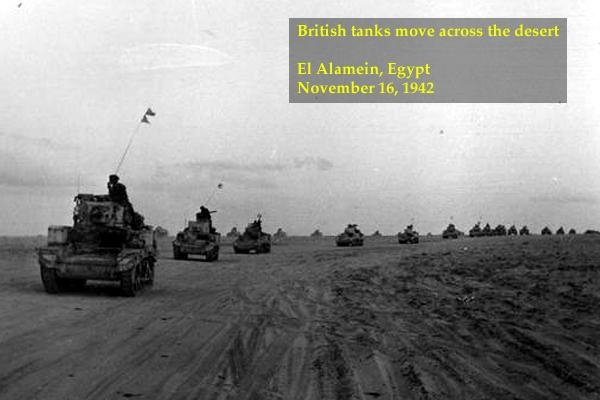 British tanks move across the desert
El Alamein, Egypt
November 16, 1942